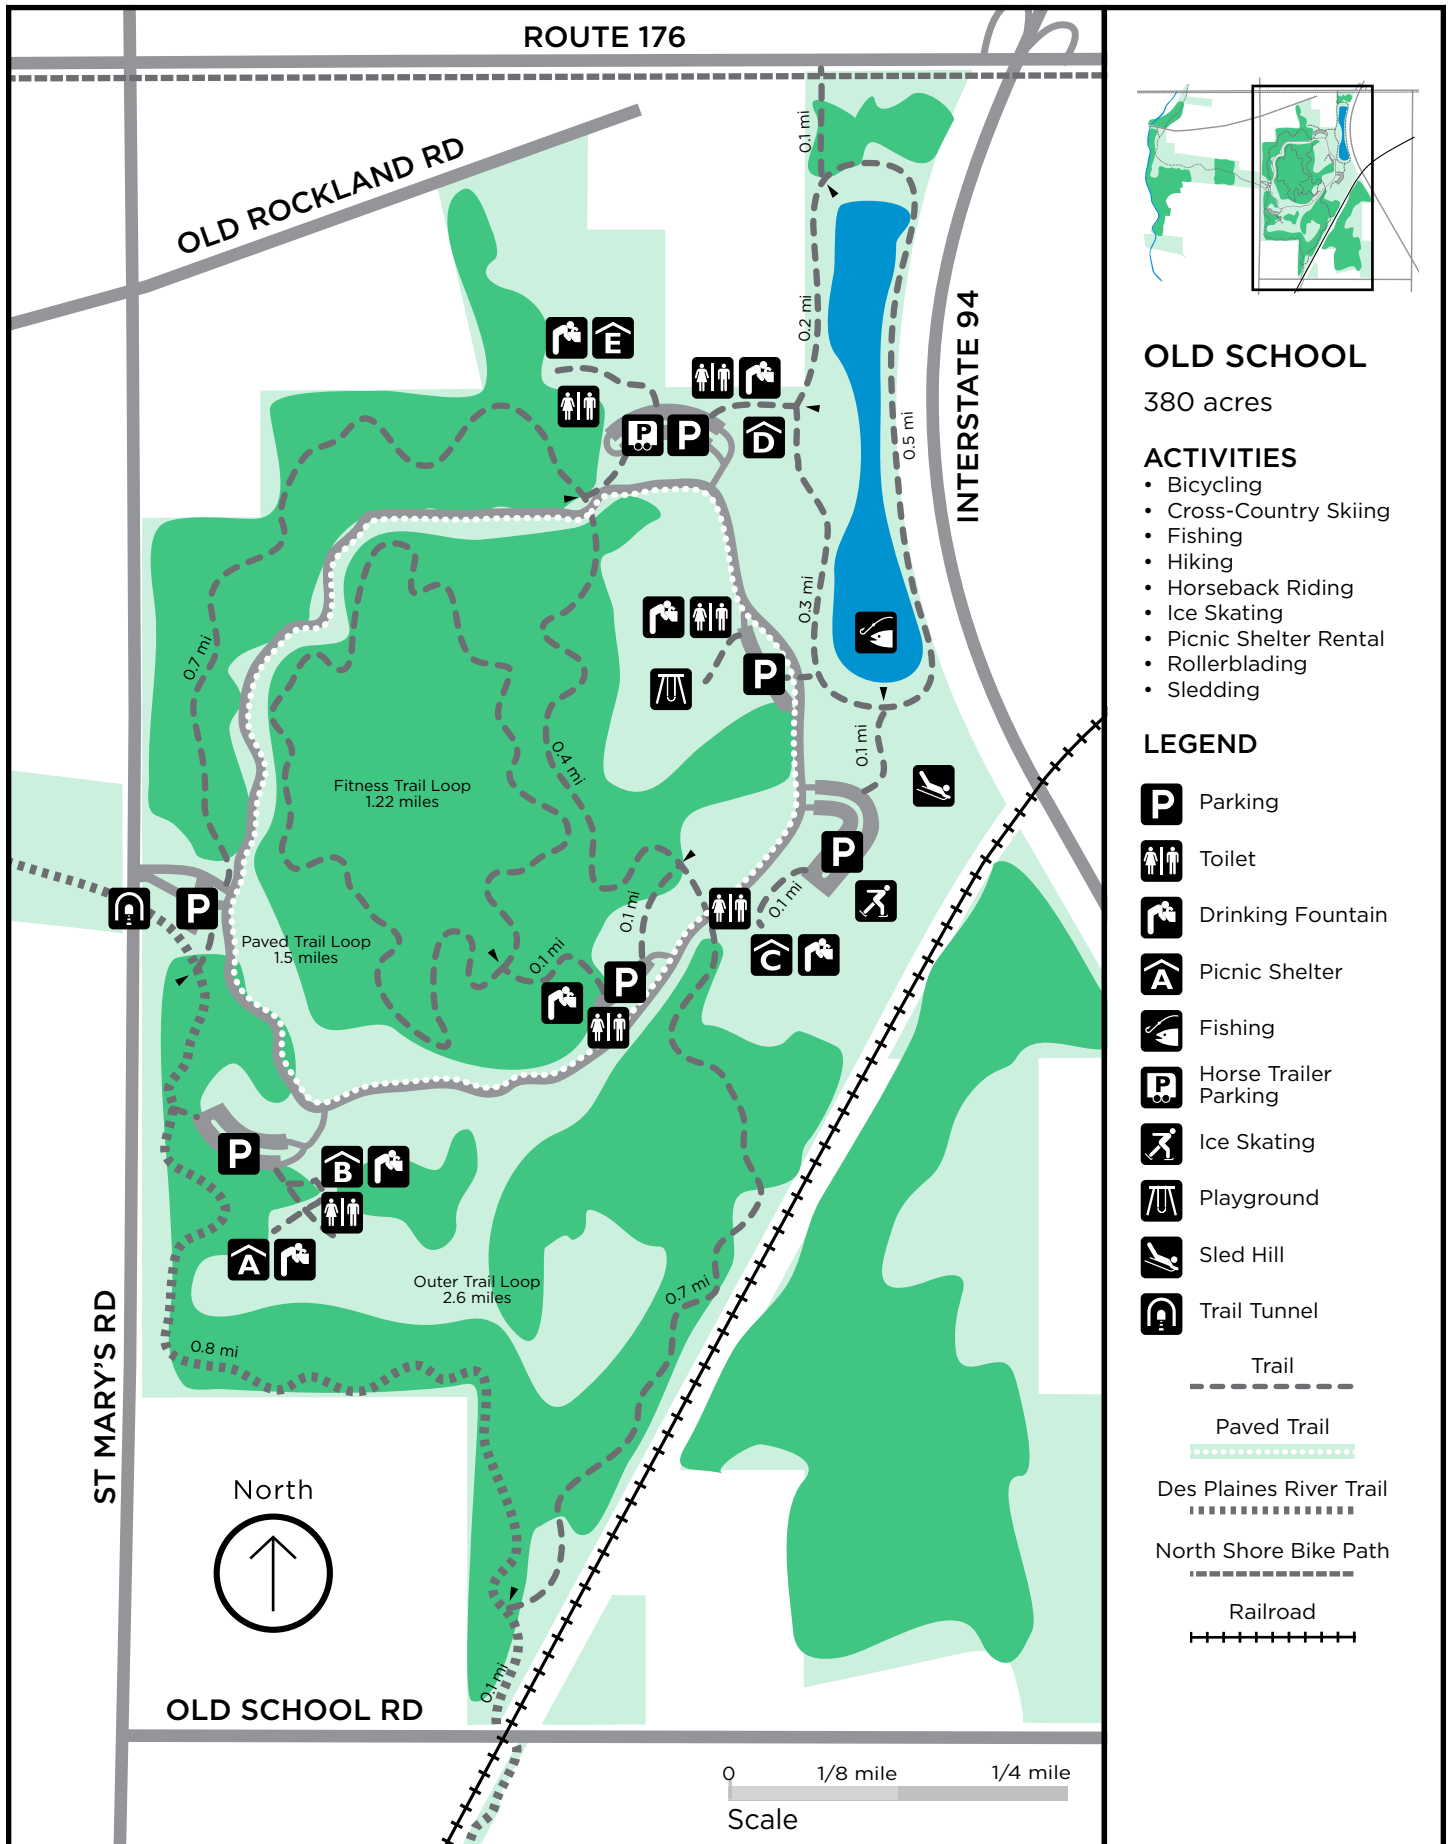 ROUTE 176
OLD ROCKLAND RD
0.1 mi
0.2 mi
INTERSTATE 94
E
P
P
D
0.5 mi
0.3 mi
0.7 mi
P
0.1 mi
0.4 mi
Fitness Trail Loop
1.22 miles
P
0.1 mi
0.1 mi
P
Paved Trail Loop
1.5 miles
0.1 mi
C
P
P
B
A
Outer Trail Loop
2.6 miles
0.7 mi
0.8 mi
ST MARY'S RD
North
0.1 mi
OLD SCHOOL RD
0
1/8 mile
1/4 mile
Scale
OLD SCHOOL
380 acres
ACTIVITIES
• Bicycling
• Cross-Country Skiing
• Fishing
• Hiking
• Horseback Riding
• Ice Skating
• Picnic Shelter Rental
• Rollerblading
• Sledding
LEGEND
P Parking
Toilet
Drinking Fountain
A Picnic Shelter
Fishing
P Horse Trailer
Parking
Ice Skating
Playground
Sled Hill
Trail Tunnel
Trail
Paved Trail
Des Plaines River Trail
North Shore Bike Path
Railroad